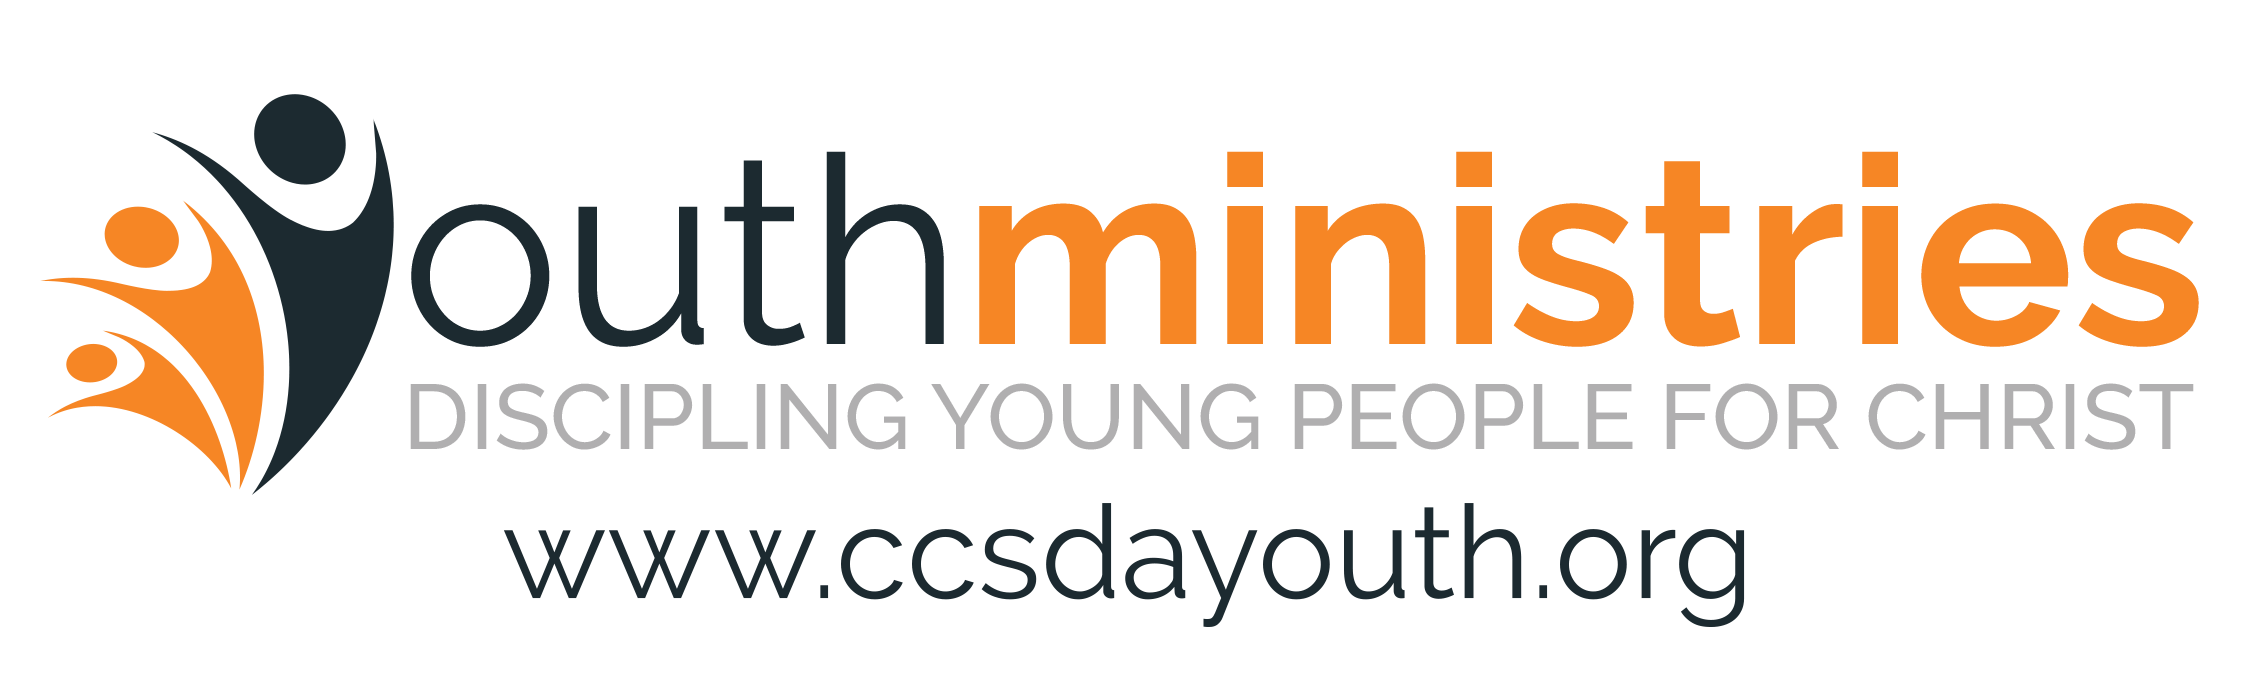 Youthministries
DISCIPLING YOUNG PEOPLE FOR CHRIST
www.ccsdayouth.org